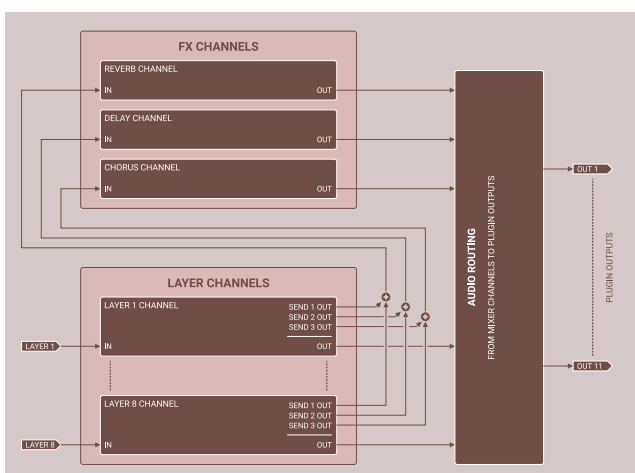 FX CHANNELS
REVERB CHANNEL
IN
OUT
DELAY CHANNEL
IN
OUT
CHORUS CHANNEL
IN
OUT
LAYER CHANNELS
LAYER 1 CHANNEL
SEND 1 OUT
SEND 2 OUT
SEND 3 OUT
LAYER 1
IN
OUT
LAYER 8 CHANNEL
SEND 1 OUT
SEND 2 OUT
SEND 3 OUT
LAYER 8
IN
OUT
AUDIO ROUTING
FROM MIXER CHANNELS TO PLUGIN OUTPUTS
OUT 1
PLUGIN OUTPUTS
OUT 11